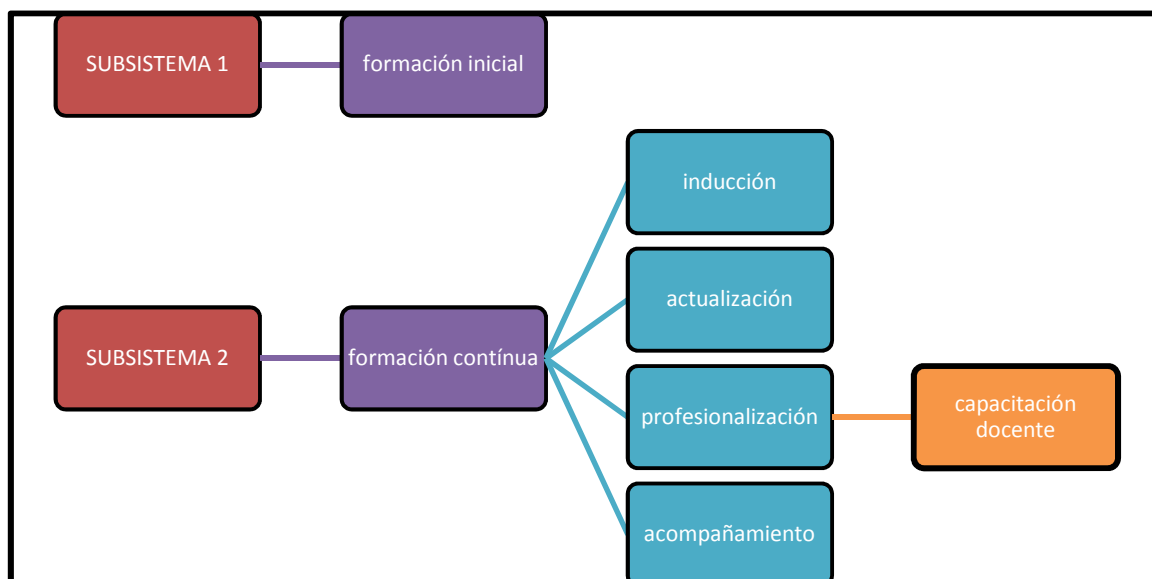 SUBSISTEMA 1
formación inicial
inducción
actualización
SUBSISTEMA 2
formación contínua
profesionalización
capacitación
docente
acompañamiento